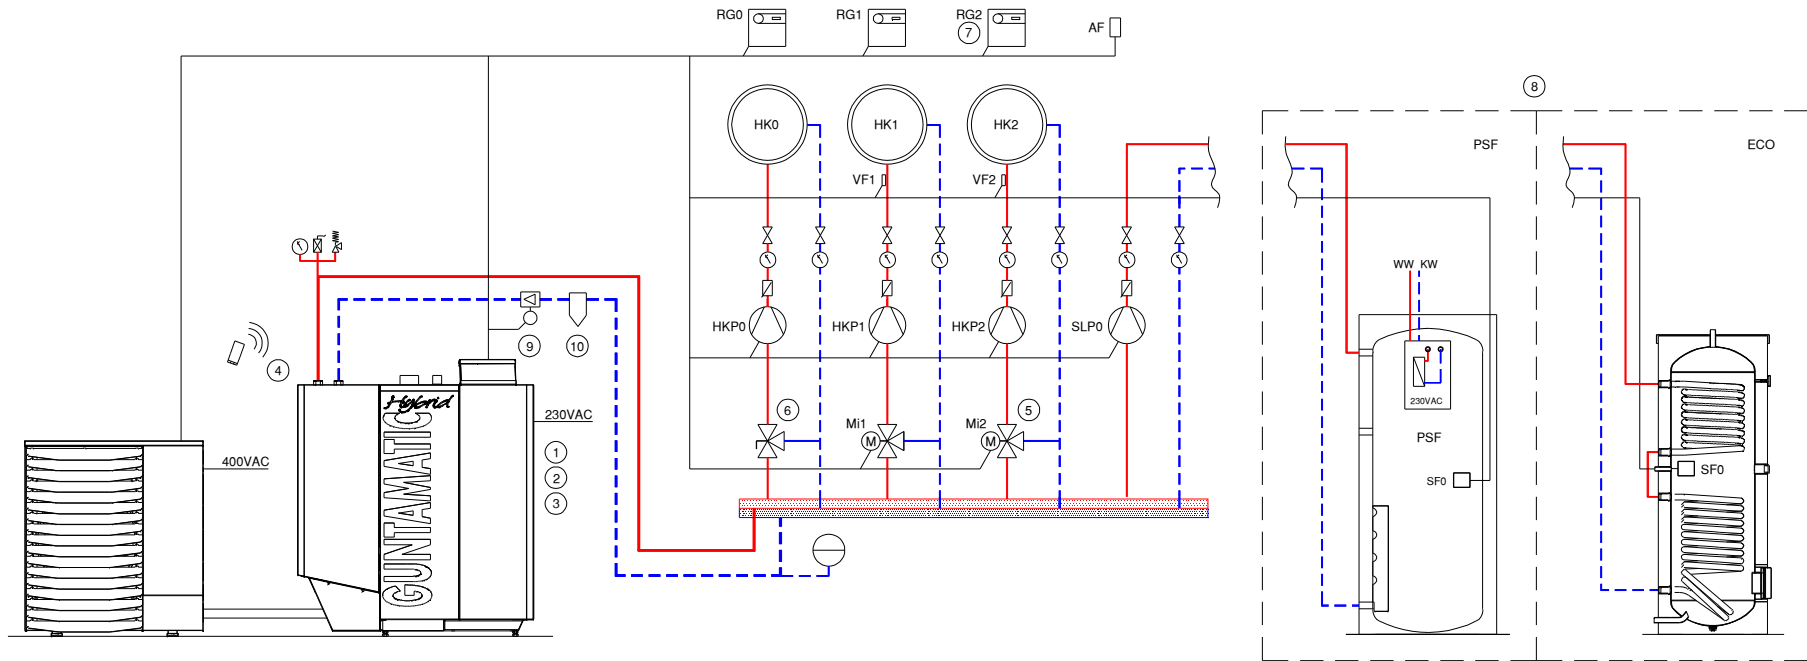 RG0
RG1
RG2
7
AF
8
HK0
HK1
HK2
PSF
ECO
VF1
VF2
WW KW
HKP0
HKP1
HKP2
SLP0
9
10
4
230VAC
PSF
Hybrid
GUNTAMATIC
230VAC
6
5
Mi1
M
Mi2
M
400VAC
1
2
3
SF0
SF0